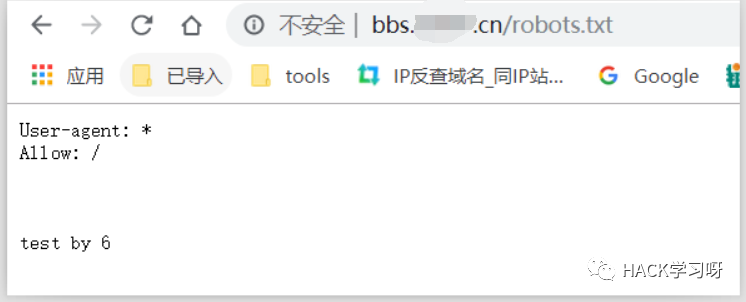 不安全 | bbs. .cn/robots.txt
应用 已导入 tools IP反查域名_同IP站... Google
User-agent: *
Allow: /
test by 6
HACK学习呀